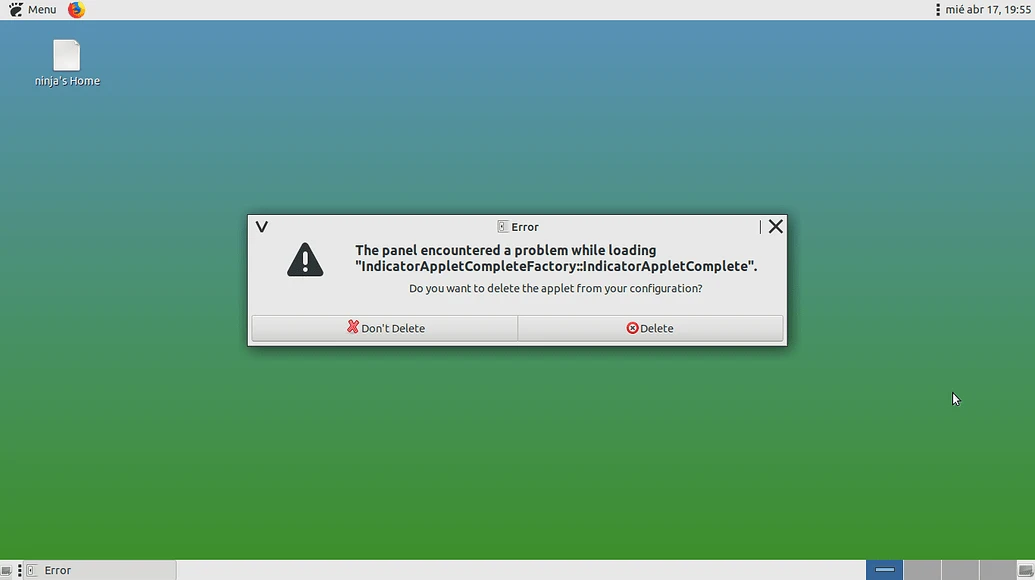 Menu
mié abr 17, 19:55
ninja's Home
Error
The panel encountered a problem while loading
"IndicatorAppletCompleteFactory::IndicatorAppletComplete".
Do you want to delete the applet from your configuration?
Don't Delete
Delete
Error